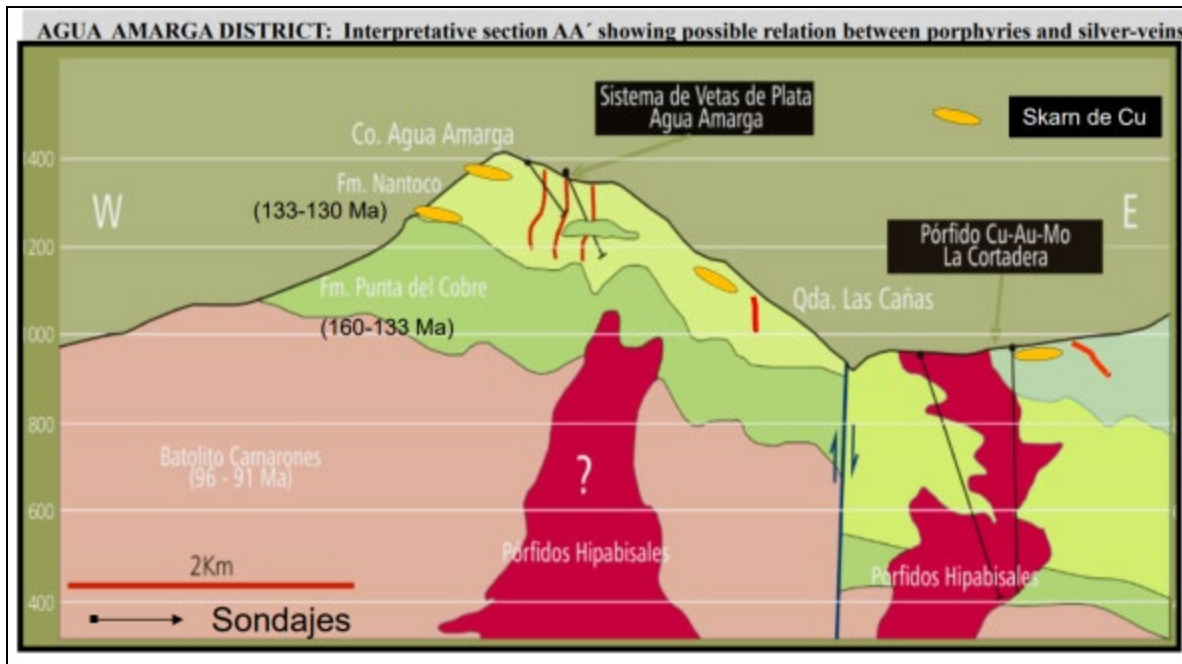 AGUA AMARGA DISTRICT: Interpretative section AA´ showing possible relation between porphyries and silver-veins
Sistema de Vetas de Plata
Agua Amarga
Skarn de Cu
Co. Agua Amarga
1400
Fm. Nantoco
(133-130 Ma)
W
E
Pórfido Cu-Au-Mo
La Cortadera
1200
Fm. Punta del Cobre
Qda. Las Cañas
(160-133 Ma)
1000
800
Batolito Camarones
(96 - 91 Ma)
?
600
Pórfidos Hipabisales
Pórfidos Hipabisales
2Km
400
Sondajes